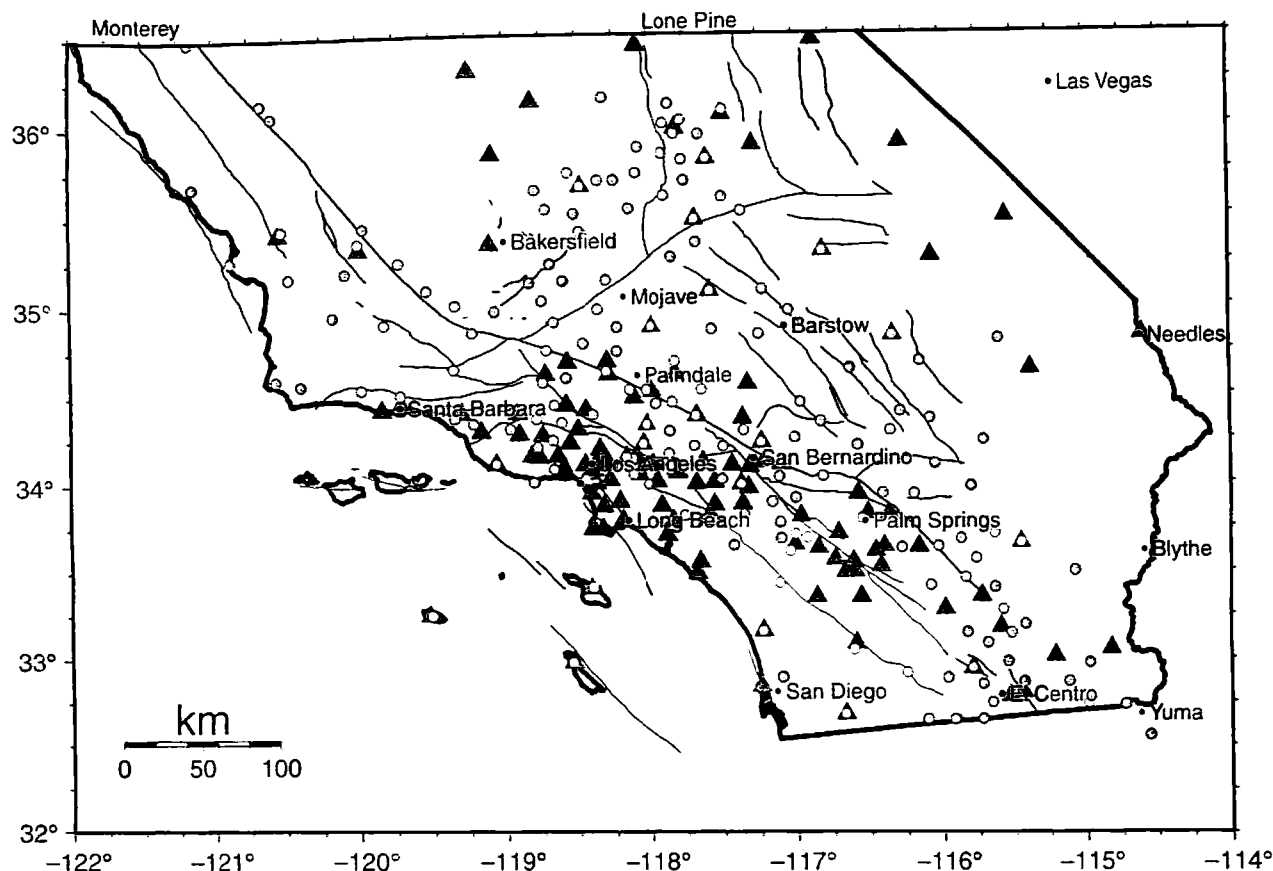 Monterey
Lone Pine
Las Vegas
36°
Bakersfield
35°
Mojave
Barstow
Needles
Palmdale
Santa Barbara
San Bernardino
Los Angeles
34°
Long Beach
Palm Springs
Blythe
33°
San Diego
El Centro
Yuma
km
0 50 100
32°
−122° −121° −120° −119° −118° −117° −116° −115° −114°